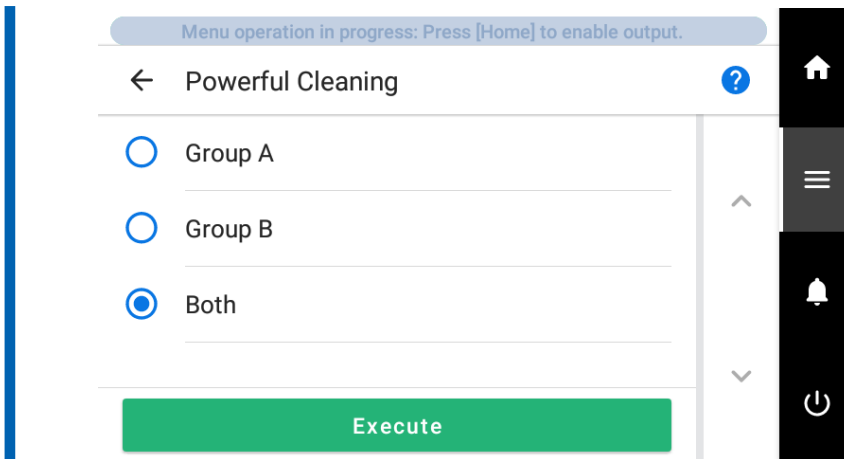 Menu operation in progress: Press [Home] to enable output.
Powerful Cleaning
?
Group A
Group B
Both
Execute